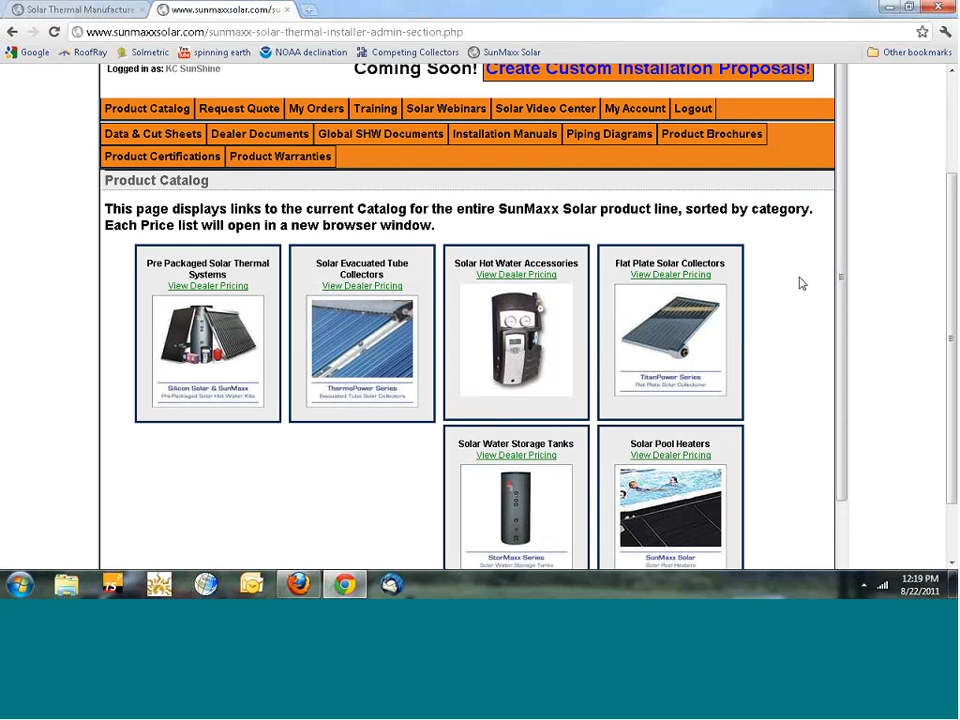 Solar Thermal Manufacture
www.sunmaxxsolar.com/su
www.sunmaxxsolar.com/sunmaxx-solar-thermal-installer-admin-section.php
Google RoofRay Solmetric spinning earth NOAA declination Competing Collectors SunMaxx Solar Other bookmarks
Logged in as: KC SunShine
Coming Soon! Create Custom Installation Proposals!
Product Catalog Request Quote My Orders Training Solar Webinars Solar Video Center My Account Logout
Data & Cut Sheets Dealer Documents Global SHW Documents Installation Manuals Piping Diagrams Product Brochures
Product Certifications Product Warranties
Product Catalog
This page displays links to the current Catalog for the entire SunMaxx Solar product line, sorted by category.
Each Price list will open in a new browser window.
Pre Packaged Solar Thermal
Systems
View Dealer Pricing
Silicon Solar & SunMaxx
Pre-Packaged Solar Hot Water Kits
Solar Evacuated Tube
Collectors
View Dealer Pricing
ThermoPower Series
Evacuated Tube Solar Collectors
Solar Hot Water Accessories
View Dealer Pricing
Flat Plate Solar Collectors
View Dealer Pricing
TitanPower Series
Flat Plate Solar Collectors
Solar Water Storage Tanks
View Dealer Pricing
StorMaxx Series
Solar Water Storage Tanks
Solar Pool Heaters
View Dealer Pricing
SunMaxx Solar
Solar Pool Heaters
12:19 PM
8/22/2011